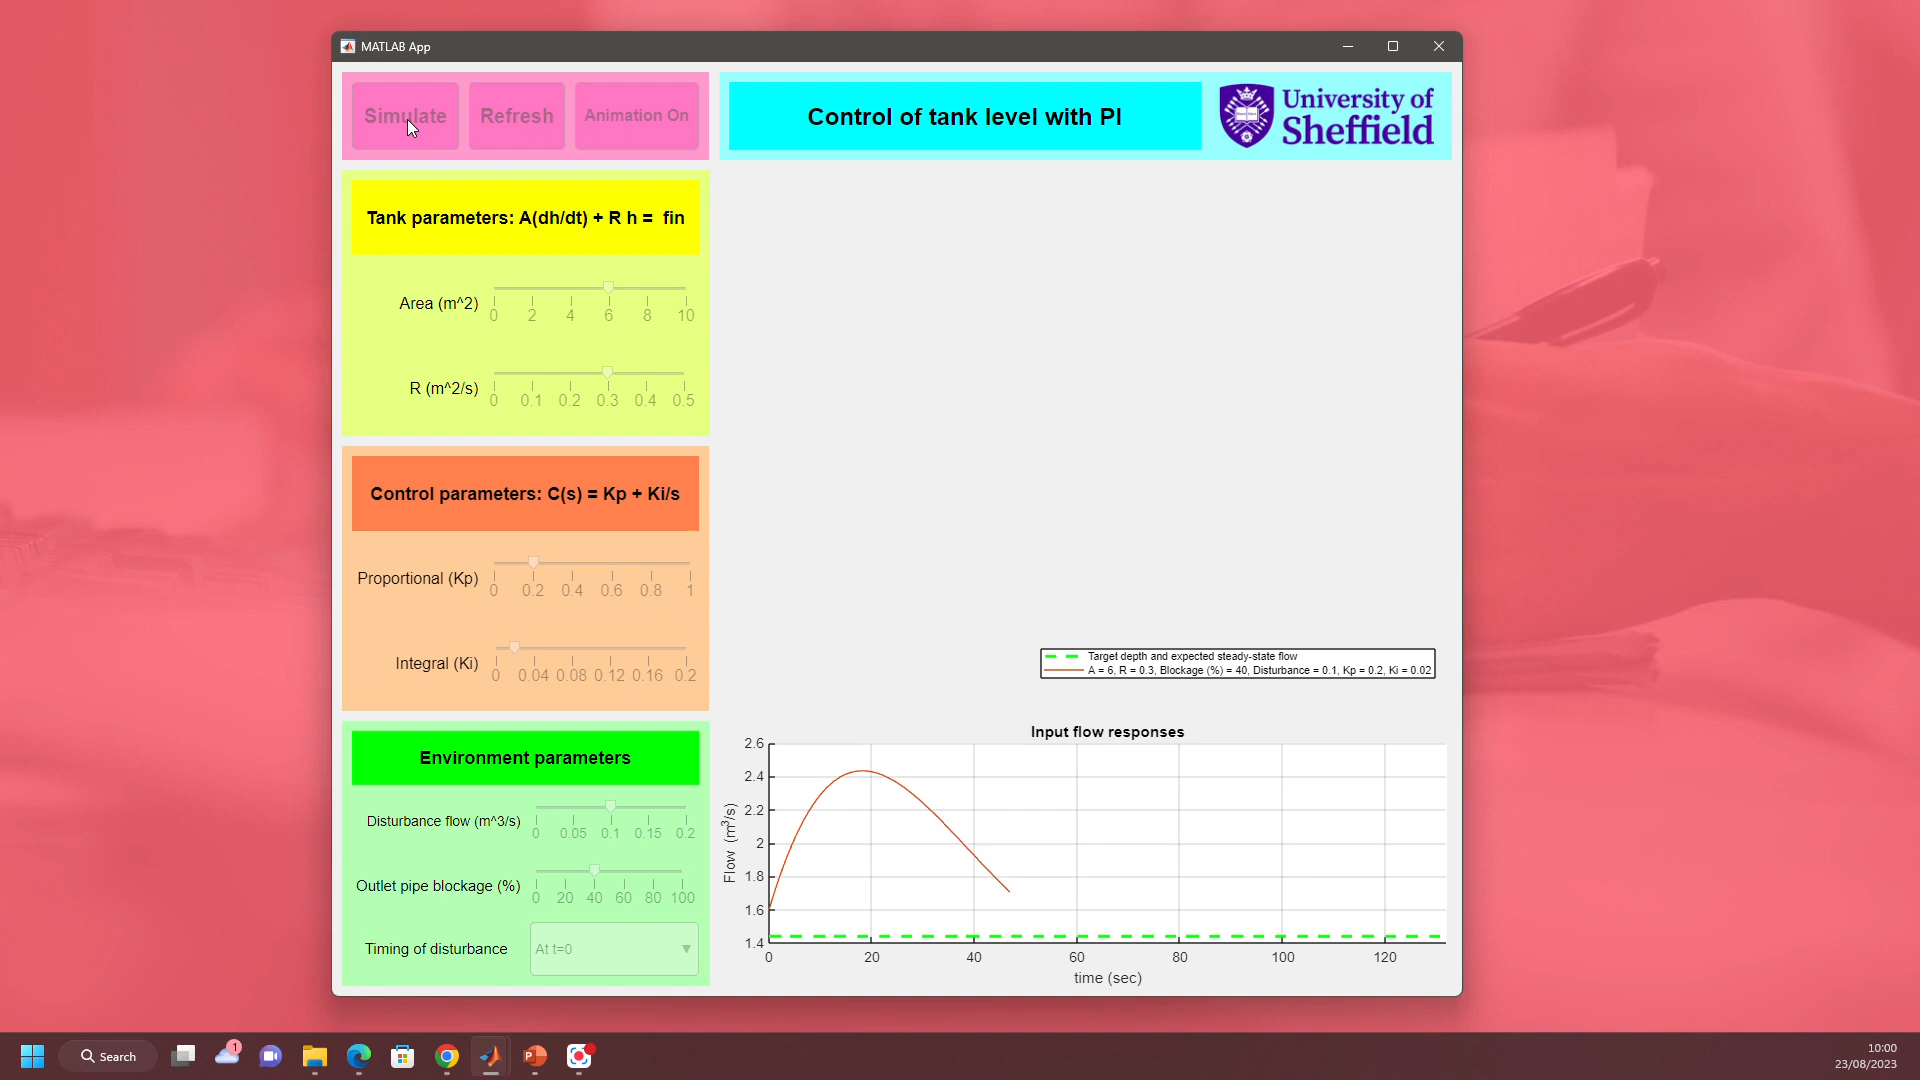 MATLAB App
Simulate
Refresh
Animation On
Control of tank level with PI
University of
Sheffield
Tank parameters: A(dh/dt) + R h = fin
Area (m^2)
0 2 4 6 8 10
R (m^2/s)
0 0.1 0.2 0.3 0.4 0.5
Control parameters: C(s) = Kp + Ki/s
Proportional (Kp)
0 0.2 0.4 0.6 0.8 1
Integral (Ki)
0 0.04 0.08 0.12 0.16 0.2
Environment parameters
Disturbance flow (m^3/s)
0 0.05 0.1 0.15 0.2
Outlet pipe blockage (%)
0 20 40 60 80 100
Timing of disturbance
At t=0
Target depth and expected steady-state flow
A = 6, R = 0.3, Blockage (%) = 40, Disturbance = 0.1, Kp = 0.2, Ki = 0.02
Input flow responses
2.6
2.4
2.2
2
1.8
1.6
1.4
Flow (m³/s)
0 20 40 60 80 100 120
time (sec)
Search
1
P
10:00
23/08/2023